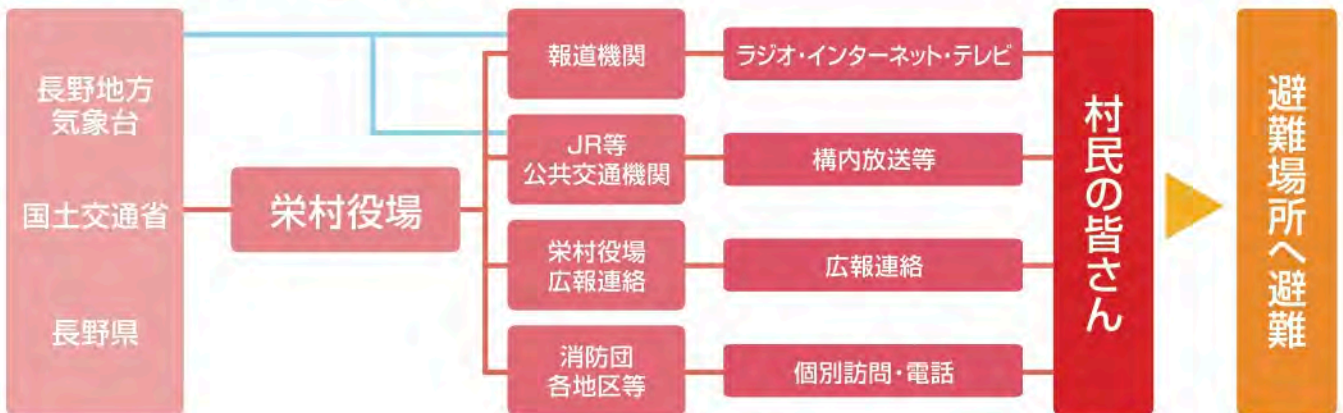 長野地方
気象台
国土交通省
長野県
栄村役場
報道機関
JR等
公共交通機関
栄村役場
広報連絡
消防団
各地区等
ラジオ・インターネット・テレビ
構内放送等
広報連絡
個別訪問・電話
村民の皆さん
避難場所へ避難